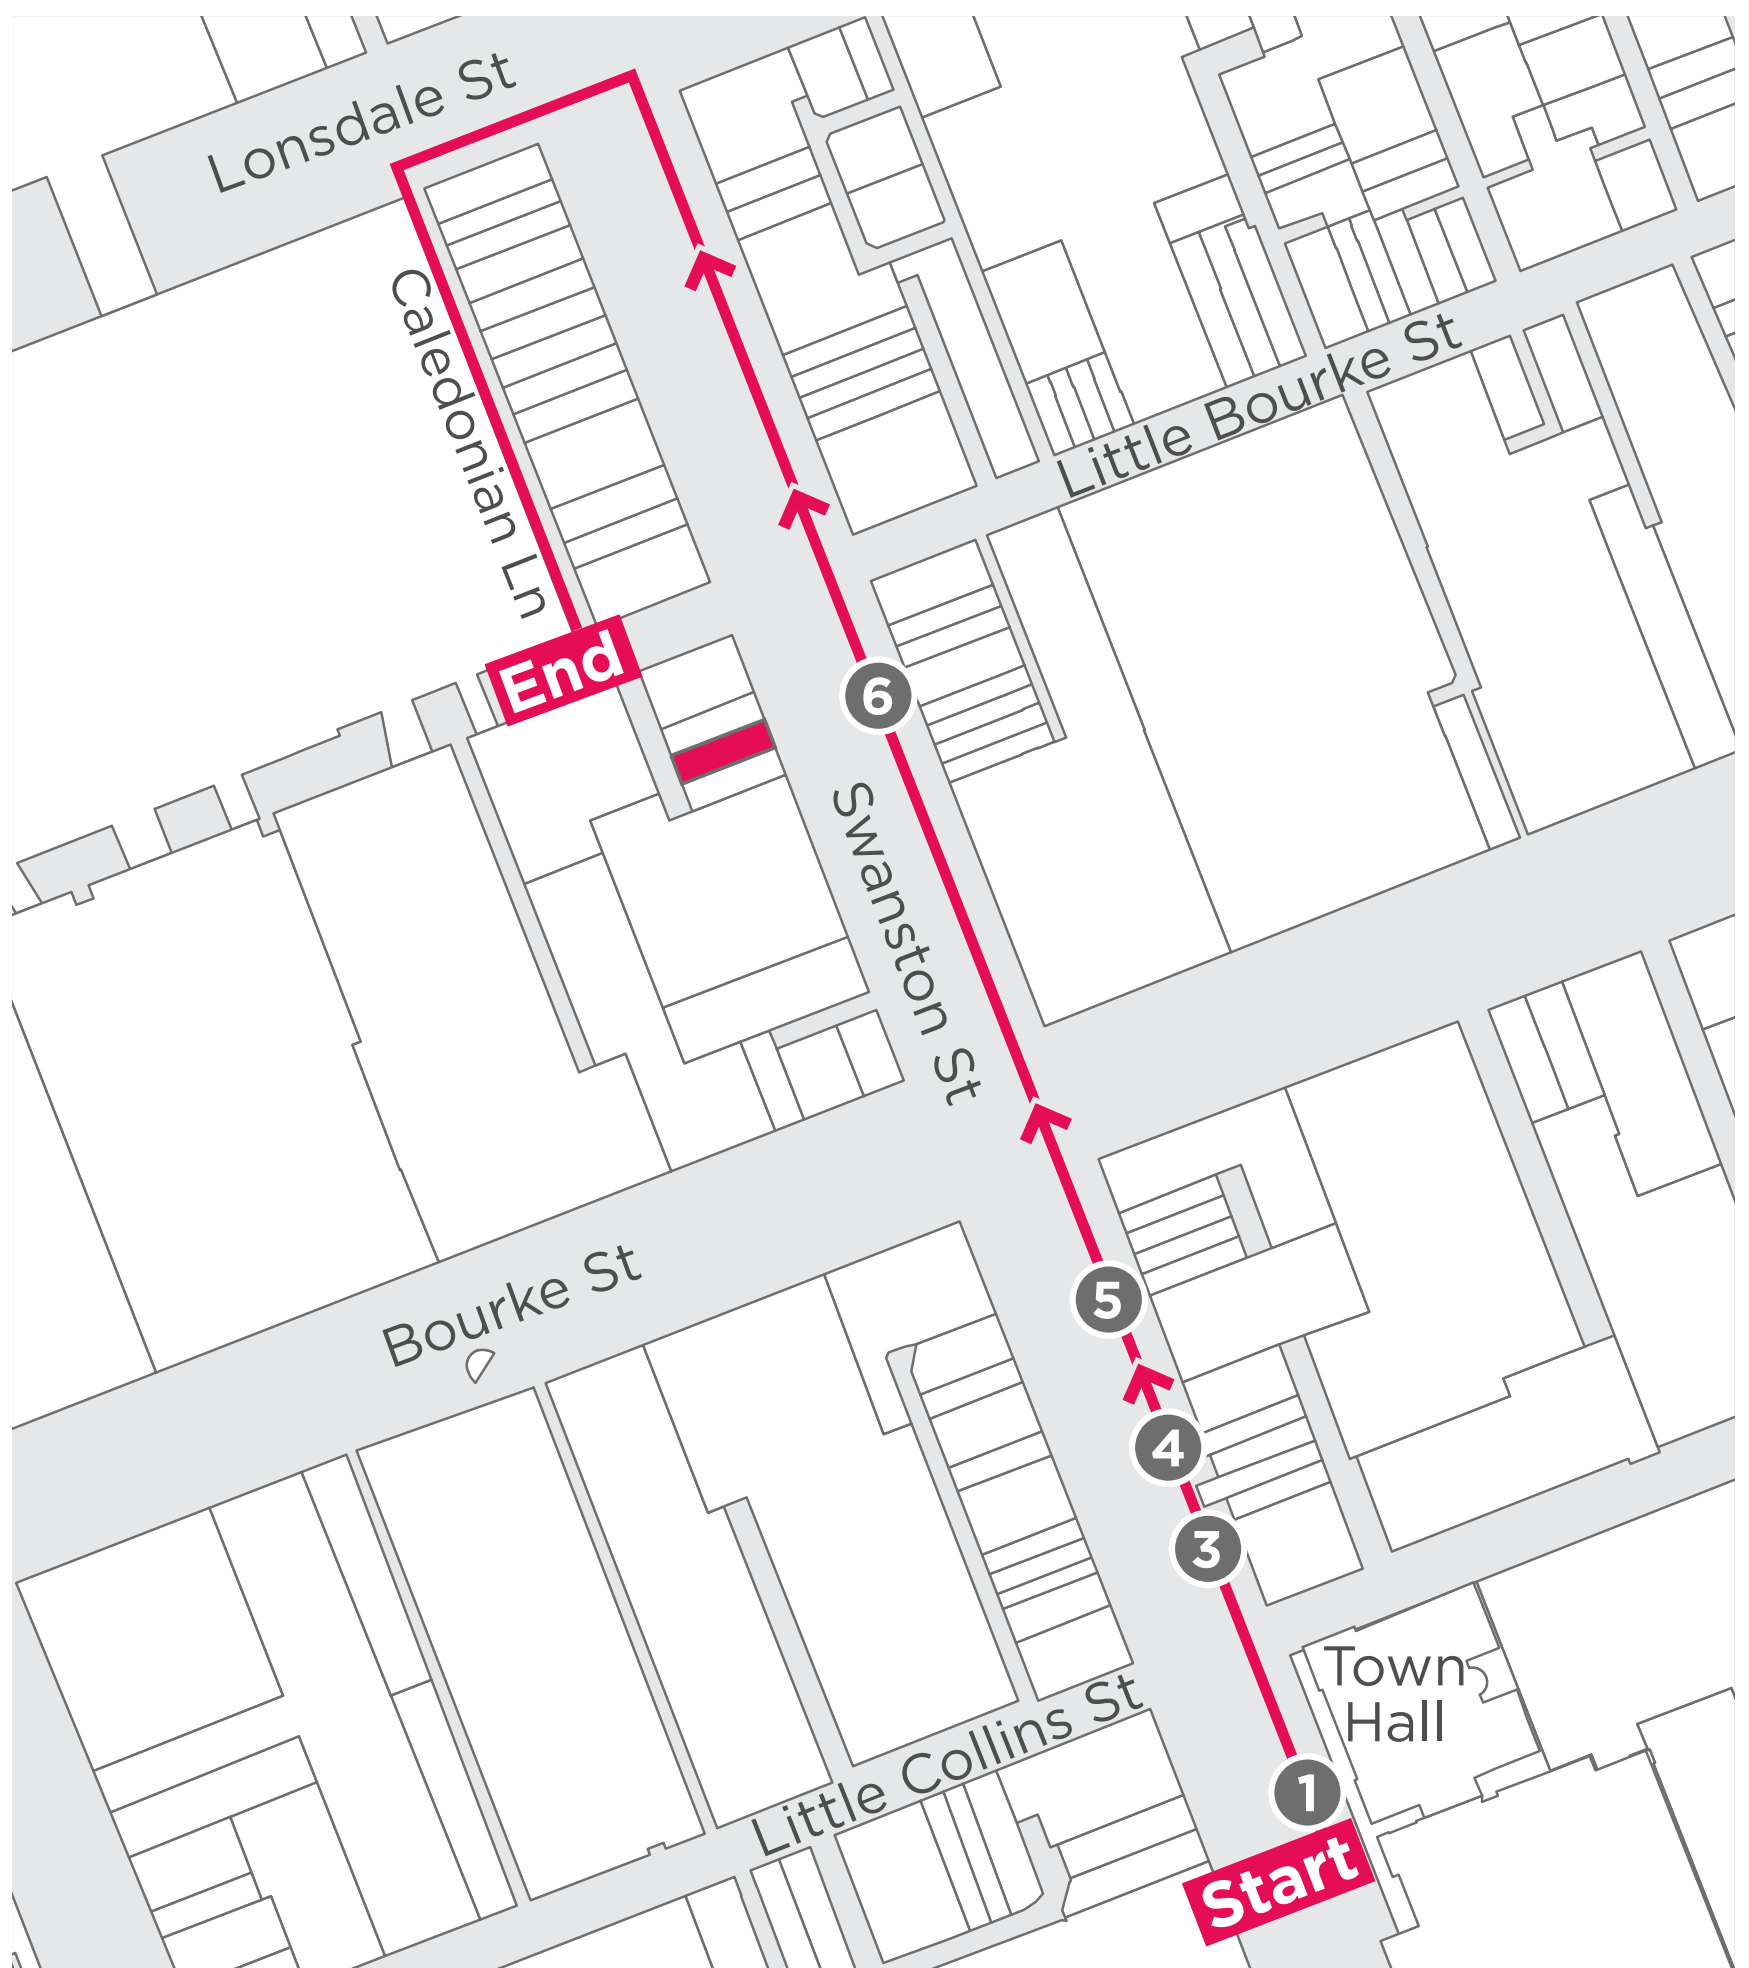 Lonsdale St
Caledonian Ln
Little Bourke St
End
6
Swanston St
Bourke St
5
4
3
Town
Hall
Little Collins St
1
Start